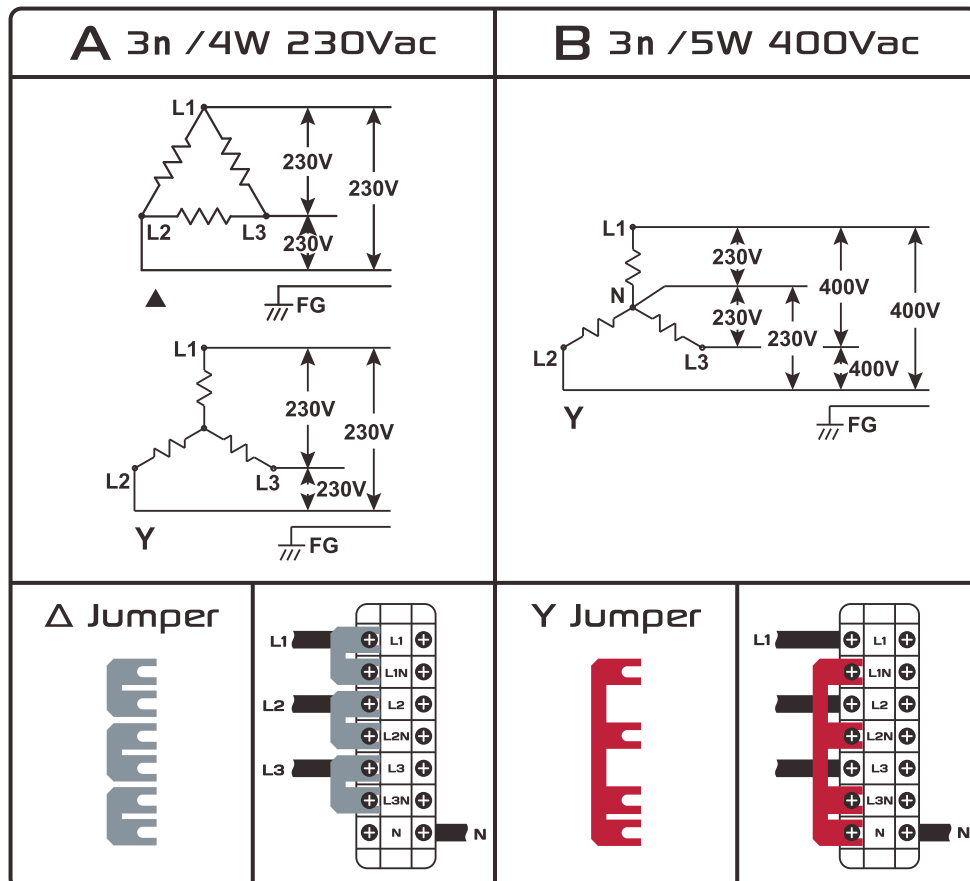 A 3n /4W 230Vac
B 3n /5W 400Vac
L1
230V
230V
L2
L3
230V
▲
FG
L1
230V
230V
L2
L3
230V
Y
FG
L1
230V
400V
N
400V
230V
230V
L2
L3
400V
Y
FG
Δ Jumper
L1
L1
L1N
L2
L2
L2N
L3
L3
L3N
N
N
Y Jumper
L1
L1
L1N
L2
L2N
L3
L3N
N
N